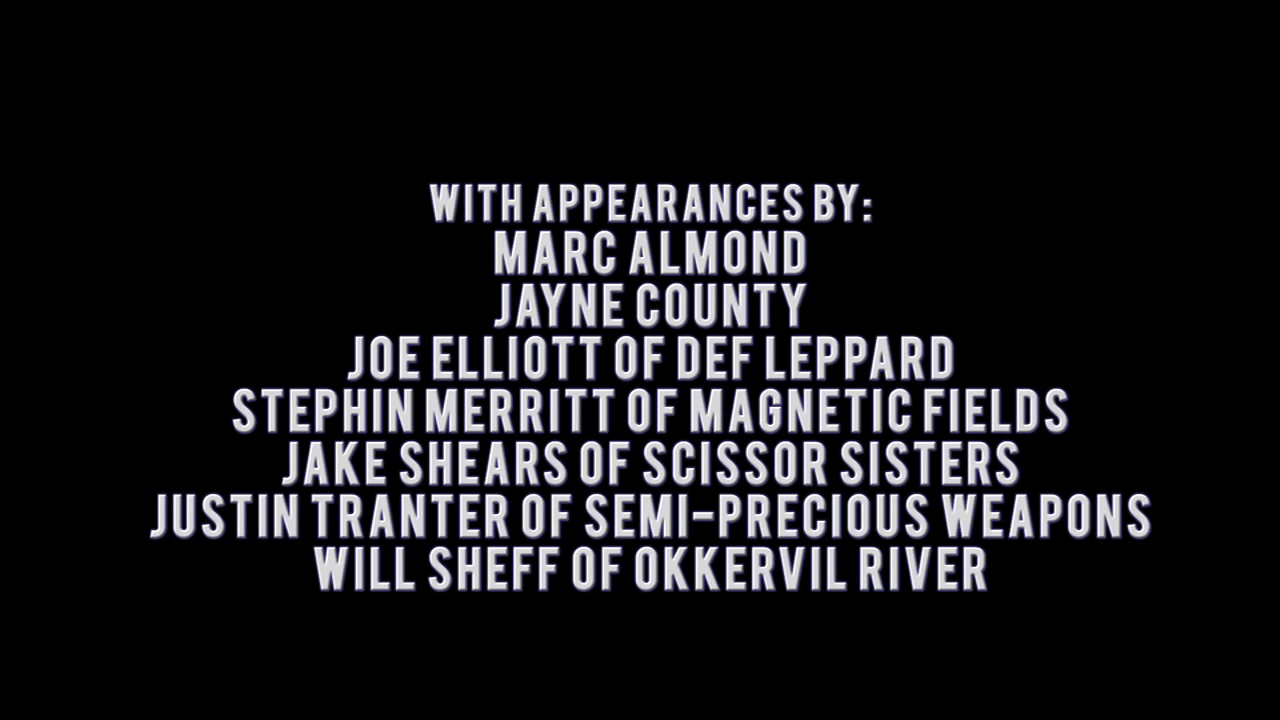 WITH APPEARANCES BY:
MARC ALMOND
JAYNE COUNTY
JOE ELLIOTT OF DEF LEPPARD
STEPHIN MERRITT OF MAGNETIC FIELDS
JAKE SHEARS OF SCISSOR SISTERS
JUSTIN TRANTER OF SEMI-PRECIOUS WEAPONS
WILL SHEFF OF OKKERVIL RIVER